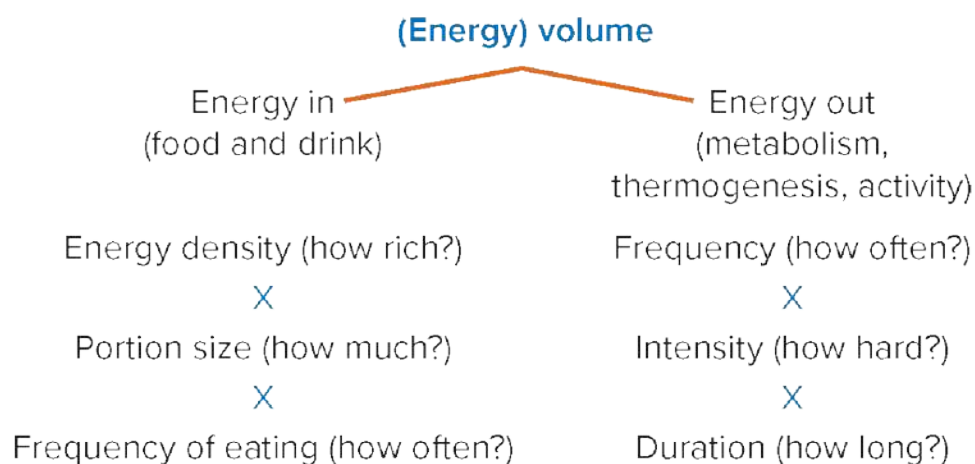 (Energy) volume
Energy in
(food and drink)
Energy density (how rich?)
X
Portion size (how much?)
X
Frequency of eating (how often?)
Energy out
(metabolism,
thermogenesis, activity)
Frequency (how often?)
X
Intensity (how hard?)
X
Duration (how long?)